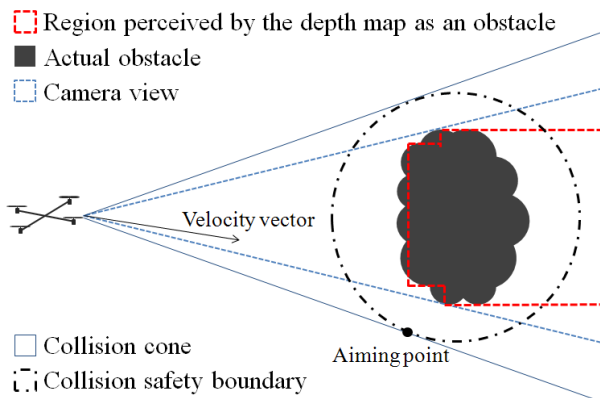 Region perceived by the depth map as an obstacle
Actual obstacle
Camera view
Velocity vector
Collision cone
Aiming point
Collision safety boundary